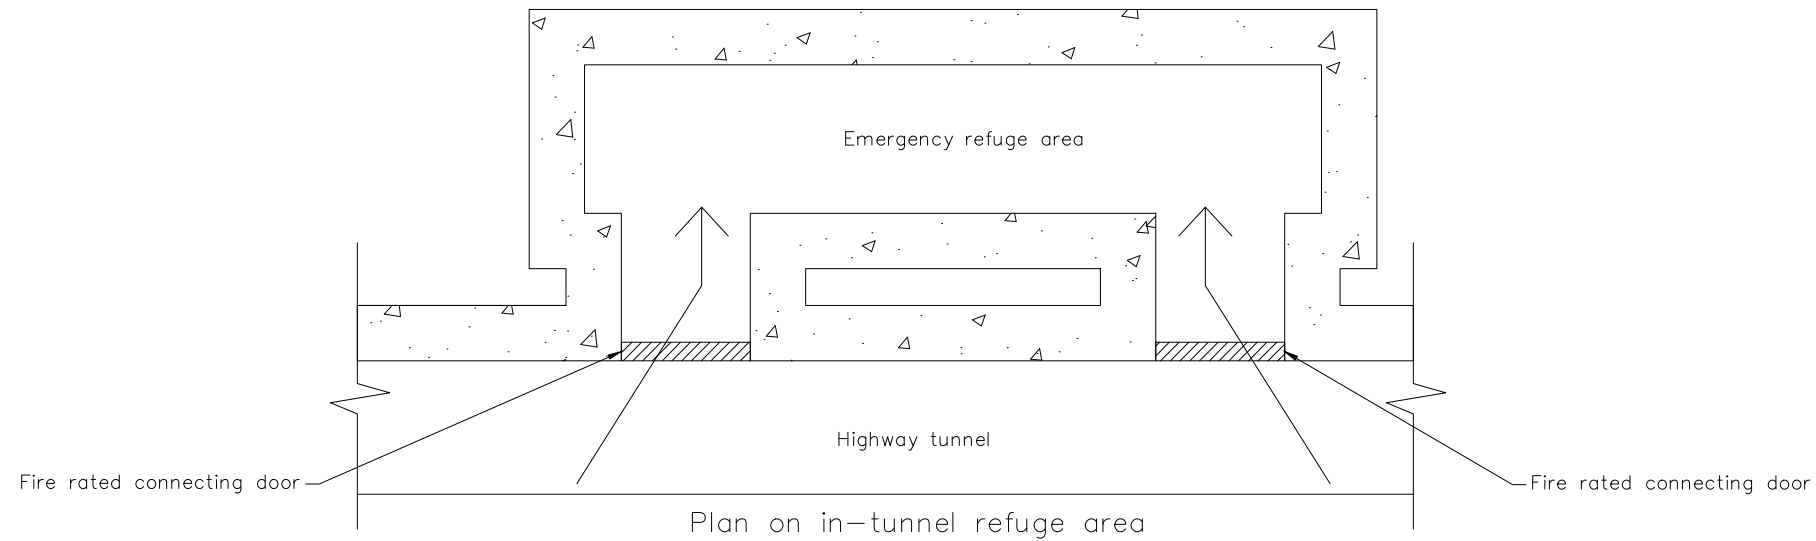 Emergency refuge area
Highway tunnel
Fire rated connecting door
Fire rated connecting door
Plan on in-tunnel refuge area